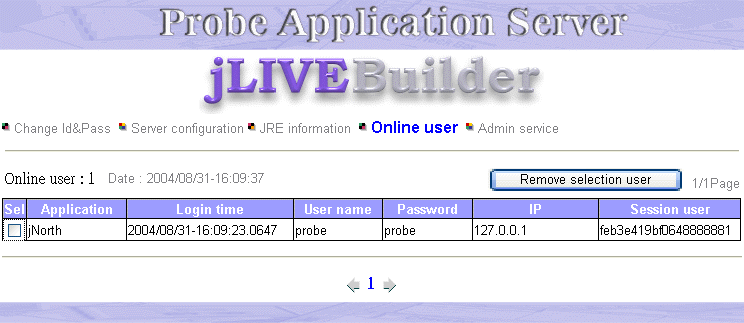 Probe Application Server
jLIVEBuilder
Change Id&Pass Server configuration JRE information Online user Admin service
Online user : 1 Date : 2004/08/31-16:09:37 Remove selection user 1/1Page
Sel Application Login time User name Password IP Session user
jNorth 2004/08/31-16:09:23.0647 probe probe 127.0.0.1 feb3e419bf0648888881
1